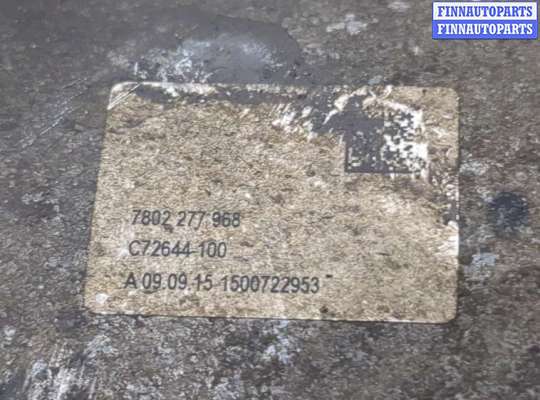 FINNAUTOPARTS
FINNAUTOPARTS
7802 277 968
C72644-100
A 09 09 15 1500722953